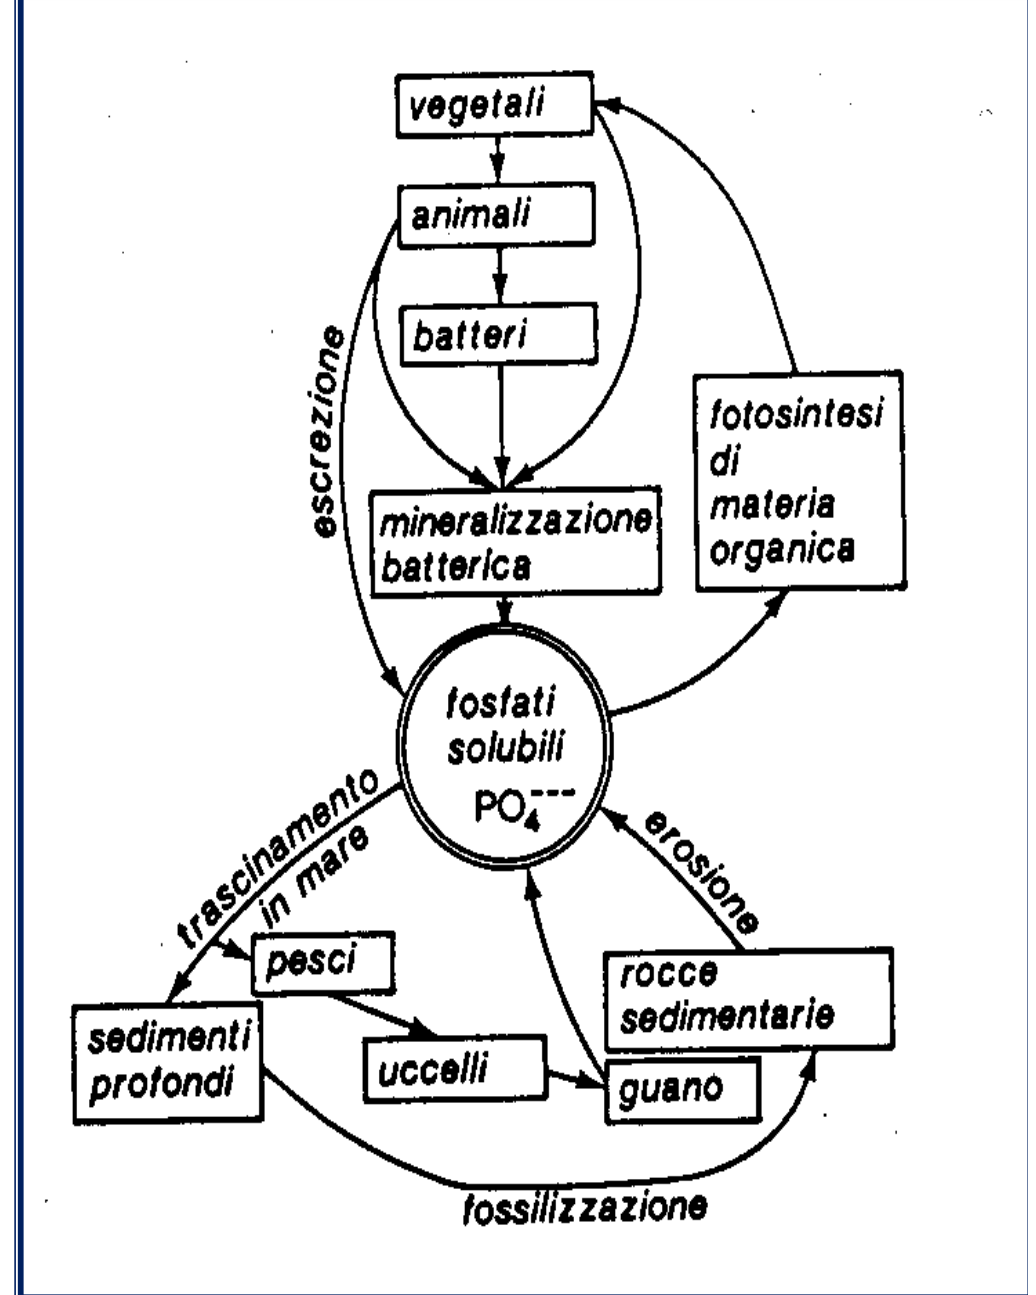 vegetali
animali
batteri
escrezione
fotosintesi
di
materia
organica
mineralizzazione
batterica
fosfati
solubili
PO₄⁻⁻⁻
trascinamento
in mare
erosione
pesci
rocce
sedimentarie
sedimenti
profondi
uccelli
guano
fossilizzazione